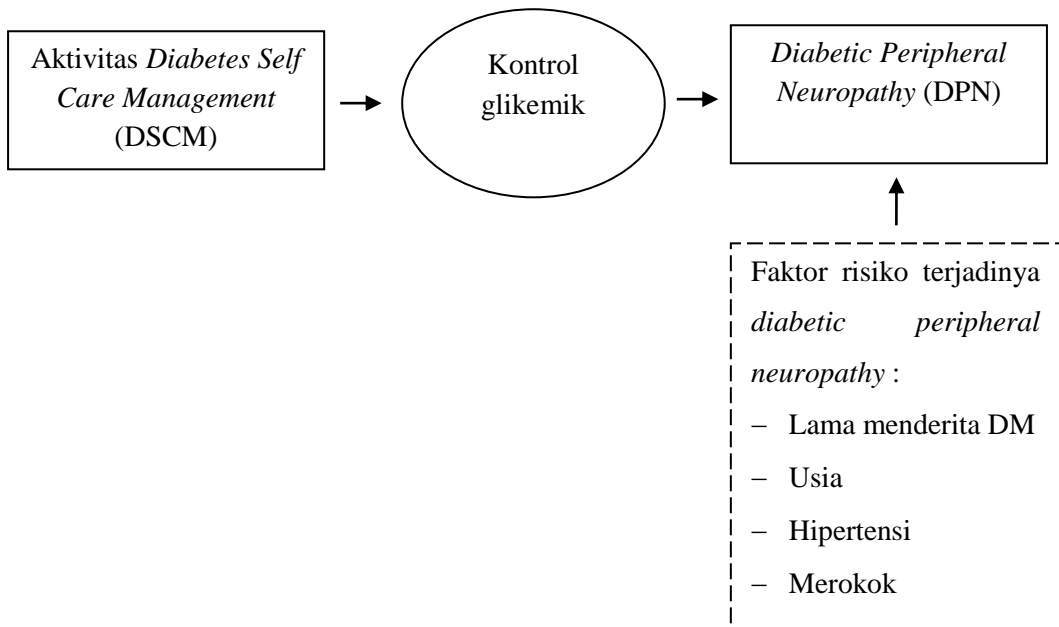 Aktivitas Diabetes Self
Care Management
(DSCM)
Kontrol
glikemik
Diabetic Peripheral
Neuropathy (DPN)
Faktor risiko terjadinya
diabetic peripheral
neuropathy :
− Lama menderita DM
− Usia
− Hipertensi
− Merokok